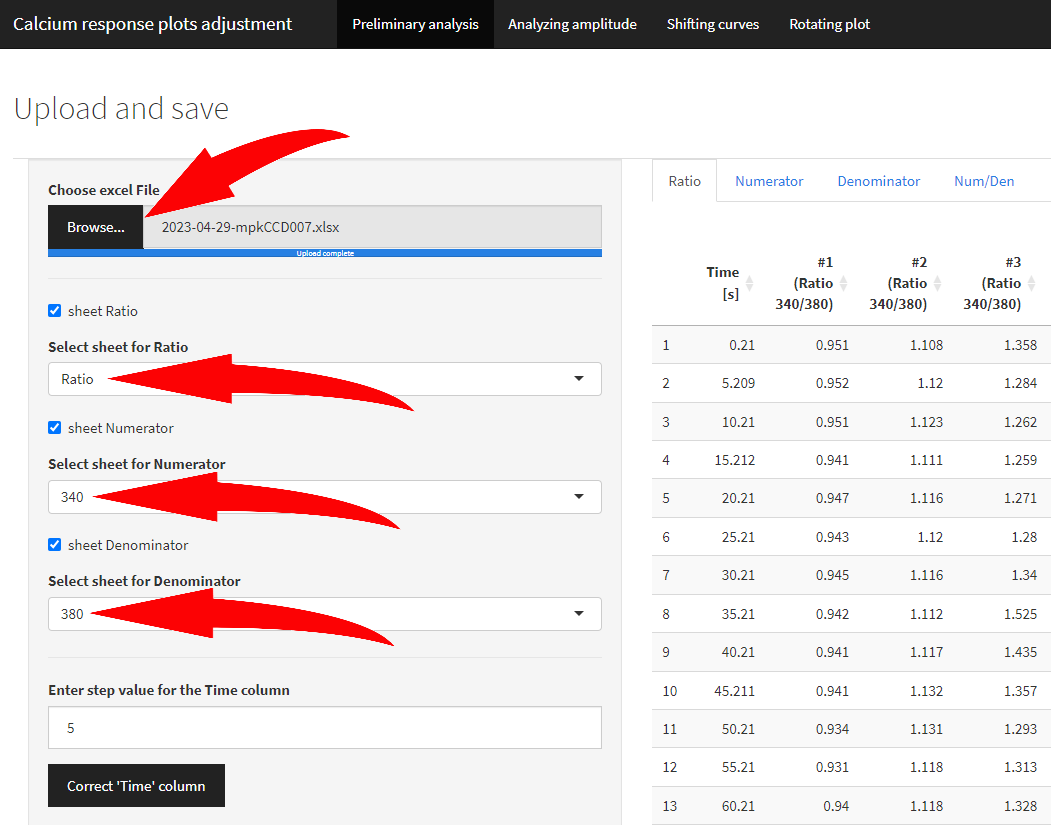 Calcium response plots adjustment Preliminary analysis Analyzing amplitude Shifting curves Rotating plot
Upload and save
Choose excel File
Browse... 2023-04-29-mpkCCD007.xlsx
Upload complete
sheet Ratio
Select sheet for Ratio
Ratio
sheet Numerator
Select sheet for Numerator
340
sheet Denominator
Select sheet for Denominator
380
Enter step value for the Time column
5
Correct 'Time' column
Ratio Numerator Denominator Num/Den
Time [s] #1 (Ratio 340/380) #2 (Ratio 340/380) #3 (Ratio 340/380)
1 0.21 0.951 1.108 1.358
2 5.209 0.952 1.12 1.284
3 10.21 0.951 1.123 1.262
4 15.212 0.941 1.111 1.259
5 20.21 0.947 1.116 1.271
6 25.21 0.943 1.12 1.28
7 30.21 0.945 1.116 1.34
8 35.21 0.942 1.112 1.525
9 40.21 0.941 1.117 1.435
10 45.211 0.941 1.132 1.357
11 50.21 0.934 1.131 1.293
12 55.21 0.931 1.118 1.313
13 60.21 0.94 1.118 1.328